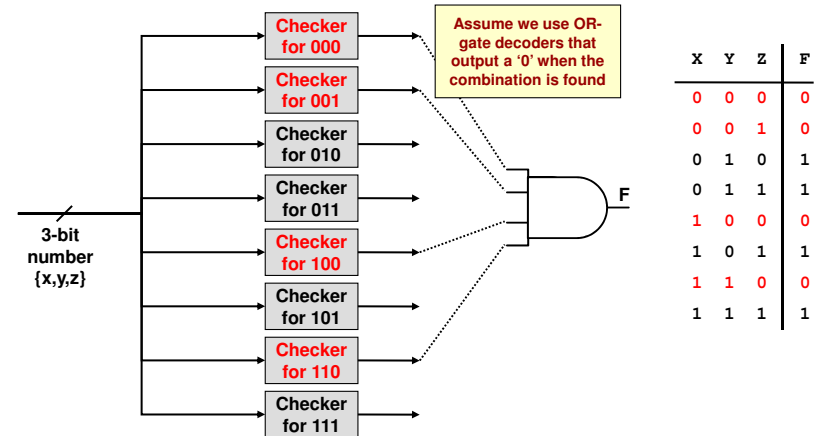 Checker
for 000
Checker
for 001
Checker
for 010
Checker
for 011
Checker
for 100
Checker
for 101
Checker
for 110
Checker
for 111
3-bit
number
{x,y,z}
Assume we use OR-
gate decoders that
output a ‘0’ when the
combination is found
F
X Y Z F
0 0 0 0
0 0 1 0
0 1 0 1
0 1 1 1
1 0 0 0
1 0 1 1
1 1 0 0
1 1 1 1